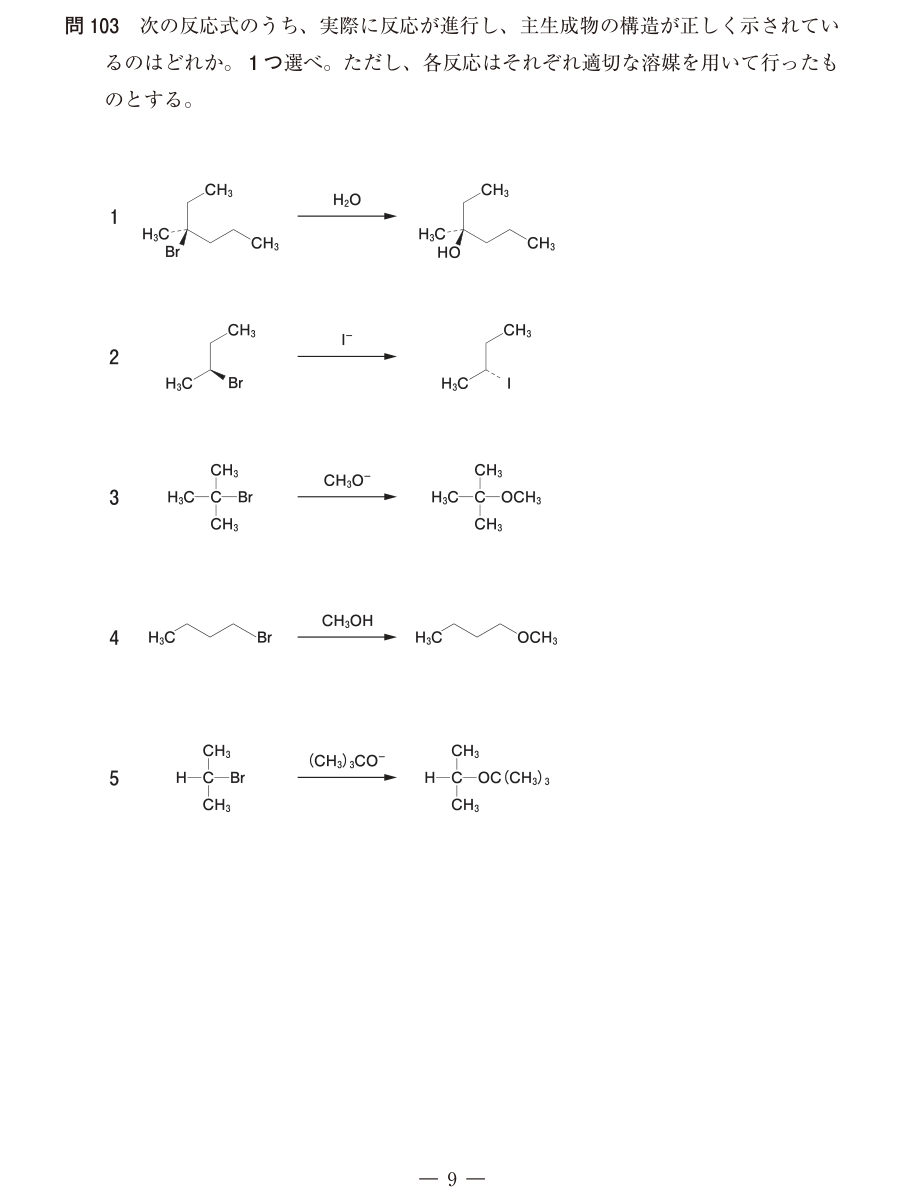 問 103　次の反応式のうち、実際に反応が進行し、主生成物の構造が正しく示されてい
るのはどれか。1つ選べ。ただし、各反応はそれぞれ適切な溶媒を用いて行ったも
のとする。
CH₃ CH₃
H₂O
1 H₃C CH₃ H₃C CH₃
Br HO
CH₃ CH₃
I⁻
2
H₃C Br H₃C I
CH₃ CH₃
CH₃O⁻
3 H₃C—C—Br H₃C—C—OCH₃
CH₃ CH₃
CH₃OH
4 H₃C Br H₃C OCH₃
CH₃ CH₃
(CH₃)₃CO⁻
5 H—C—Br H—C—OC(CH₃)₃
CH₃ CH₃
— 9 —